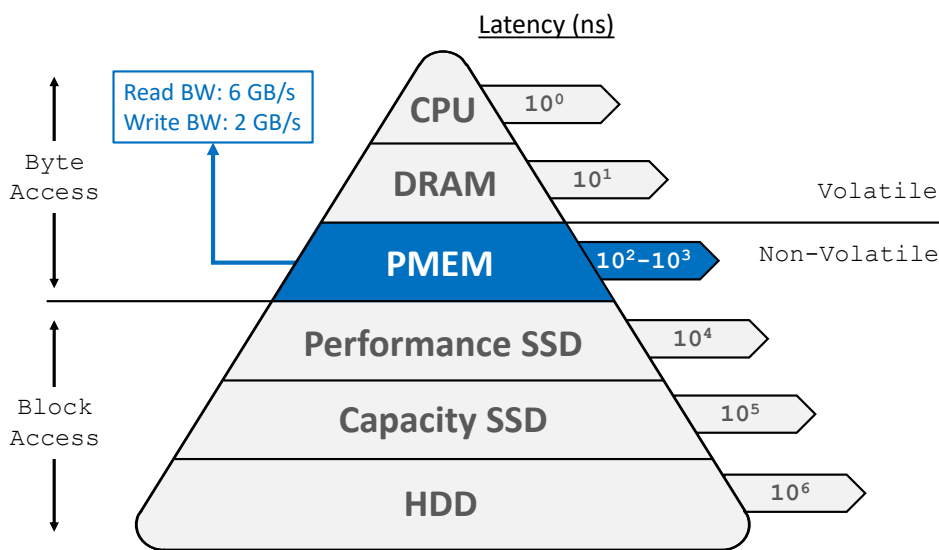 Latency (ns)
Read BW: 6 GB/s
Write BW: 2 GB/s
CPU
10⁰
Byte
Access
DRAM
10¹
Volatile
PMEM
10²-10³
Non-Volatile
Performance SSD
10⁴
Block
Access
Capacity SSD
10⁵
HDD
10⁶